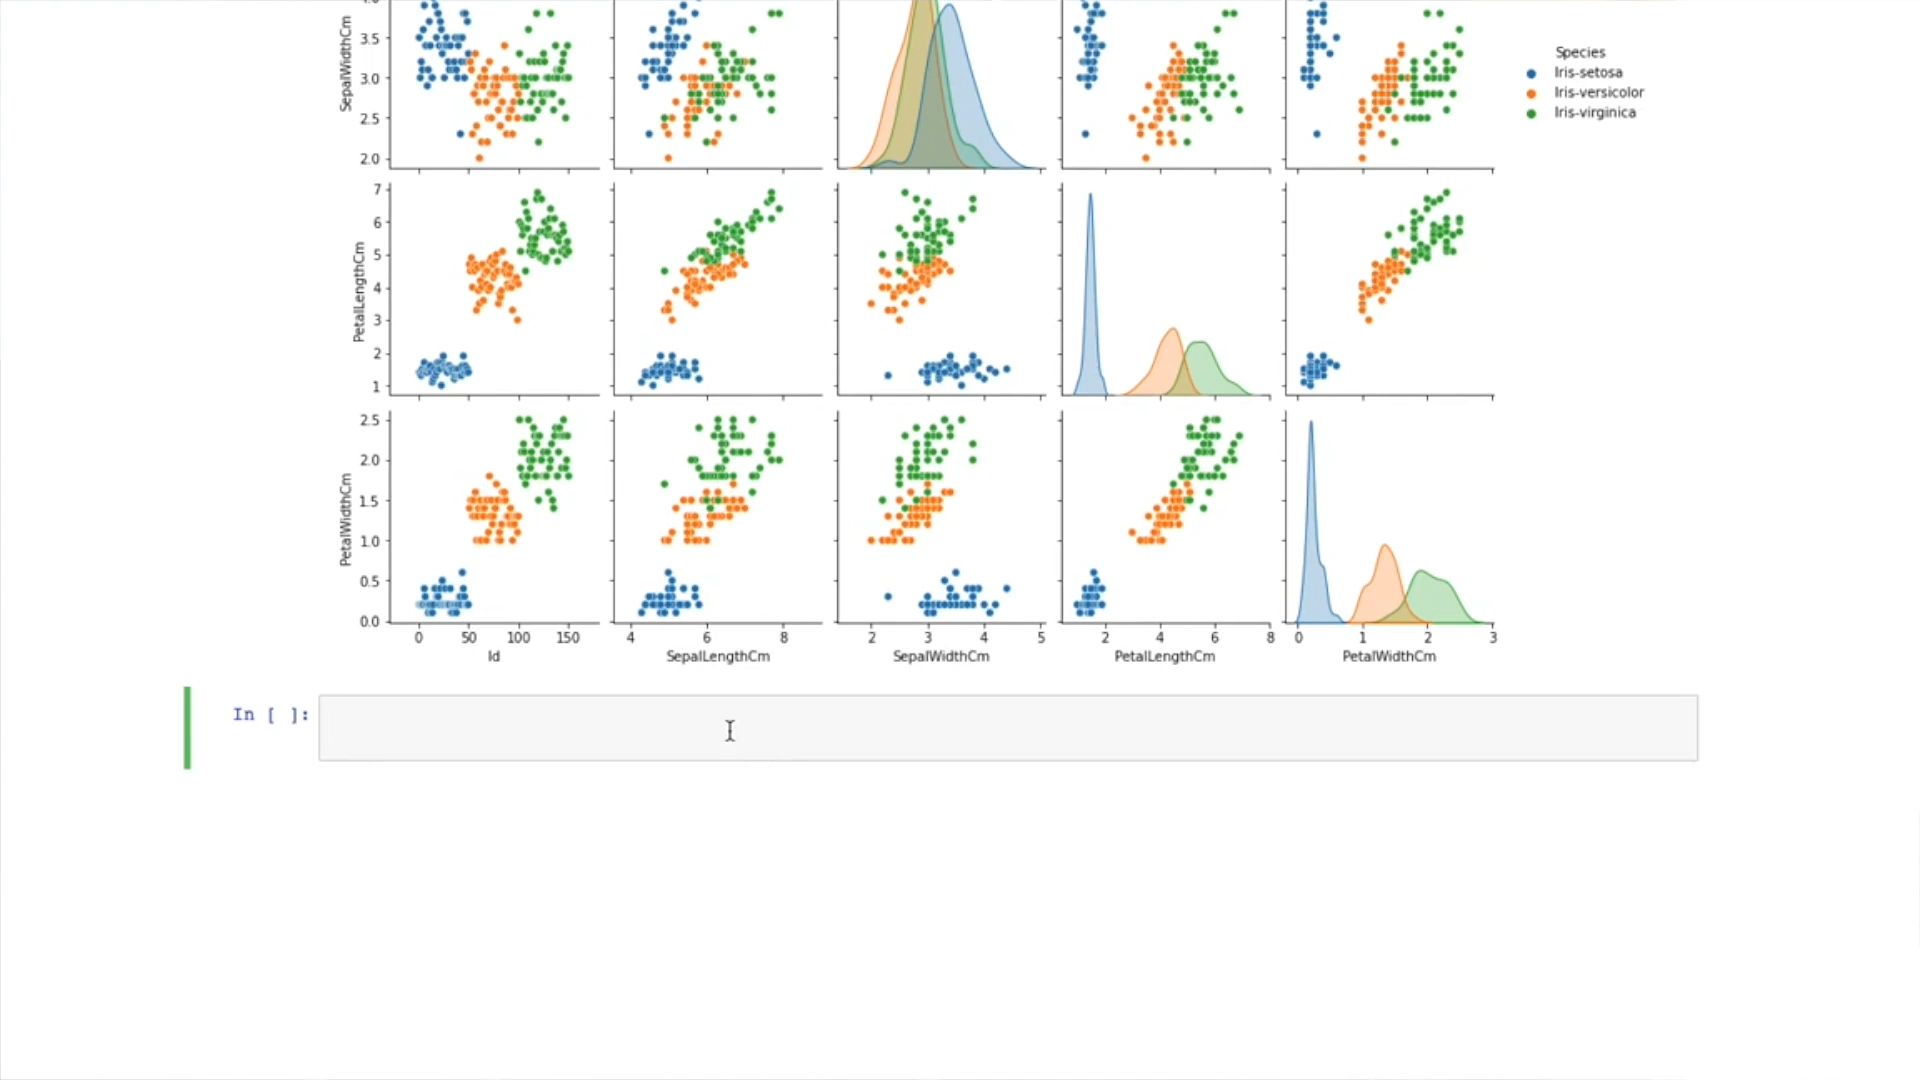 SepalWidthCm
3.5
3.0
2.5
2.0
Species
Iris-setosa
Iris-versicolor
Iris-virginica
PetalLengthCm
7
6
5
4
3
2
1
PetalWidthCm
2.5
2.0
1.5
1.0
0.5
0.0
0 50 100 150
4 6 8
2 3 4 5
2 4 6 8
0 1 2 3
Id
SepalLengthCm
SepalWidthCm
PetalLengthCm
PetalWidthCm
In [ ]: